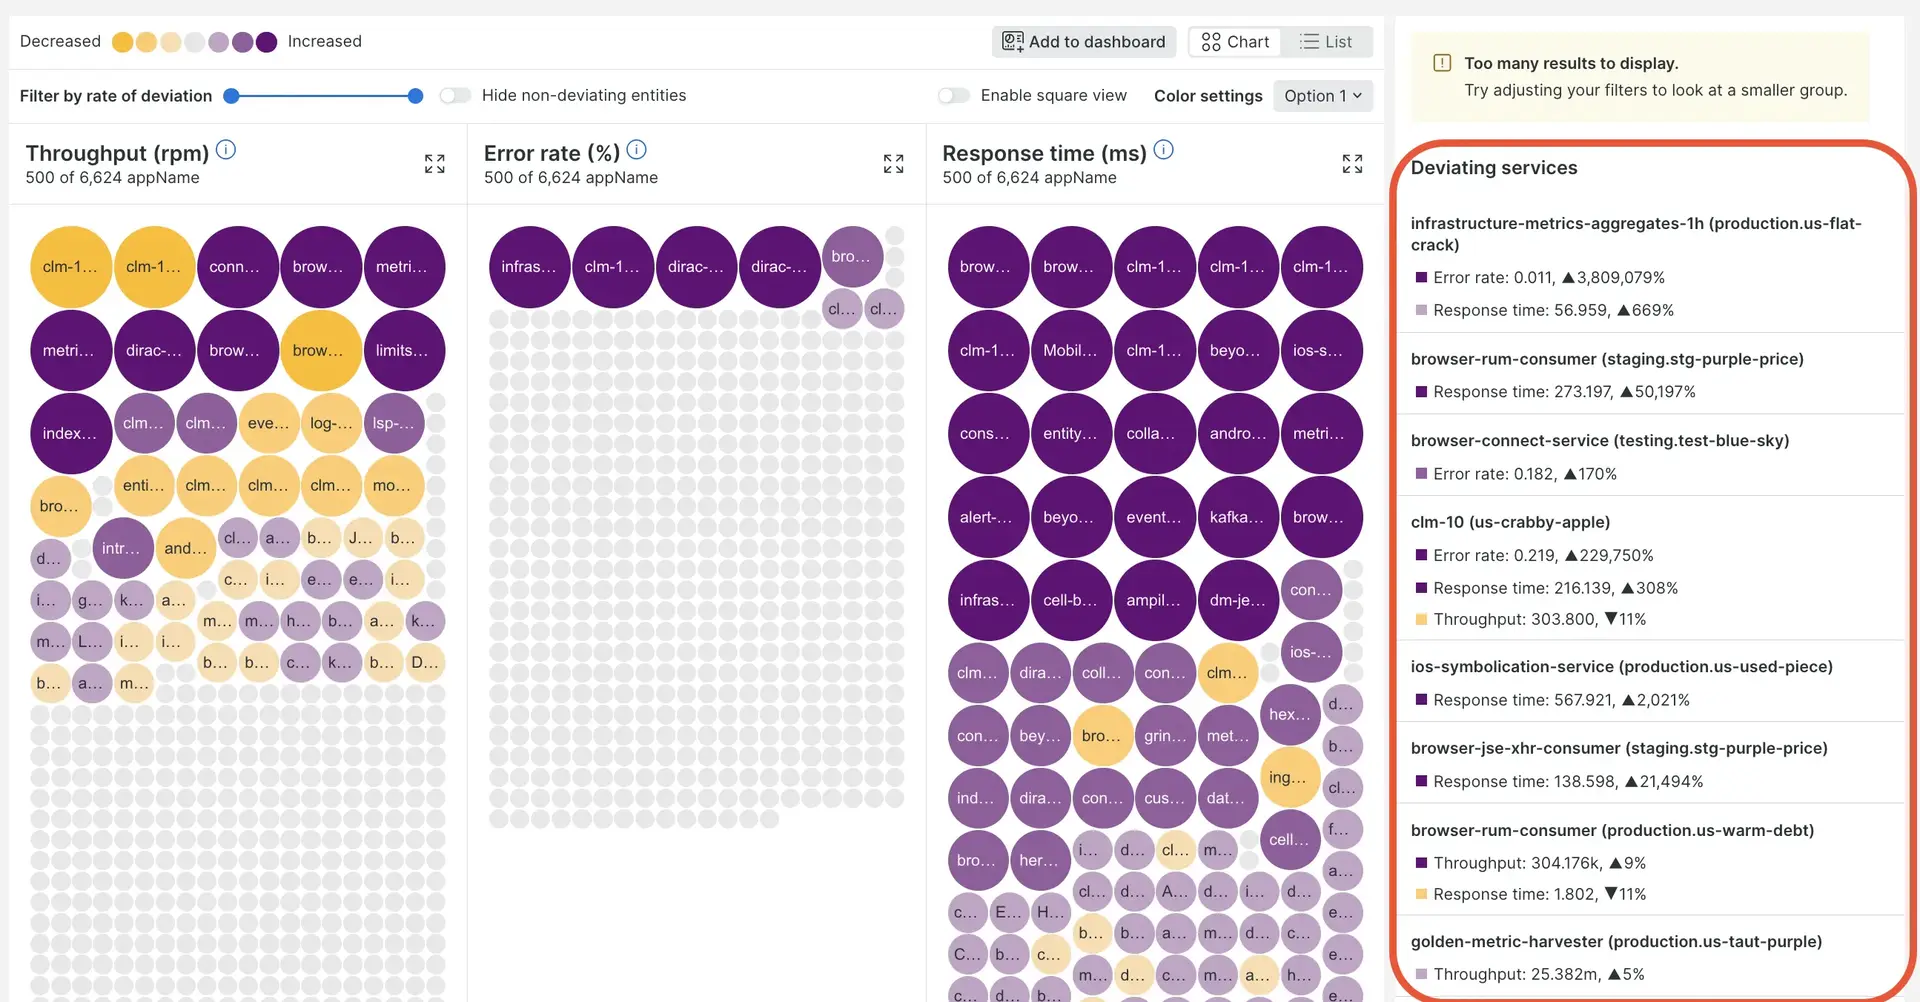 Decreased
Increased
Add to dashboard
Chart
List
Filter by rate of deviation
Hide non-deviating entities
Enable square view
Color settings
Option 1
Too many results to display.
Try adjusting your filters to look at a smaller group.
Throughput (rpm)
500 of 6,624 appName
clm-1... clm-1... conn... brow... metri...
metri... dirac-... brow... brow... limits...
index... clm... clm... eve... log-... lsp-...
bro... enti... clm... clm... clm... mo...
d... intr... and... cl... a... b... J... b...
c... i... e... e... i...
i... g... k... a... m... m... h... b... a... k...
m... L... i... i... b... b... c... k... b... D...
b... a... m...
Error rate (%)
500 of 6,624 appName
infras... clm-1... dirac-... dirac-... bro...
cl... cl...
Response time (ms)
500 of 6,624 appName
brow... brow... clm-1... clm-1... clm-1...
clm-1... Mobil... clm-1... beyo... ios-s...
cons... entity... colla... andro... metri...
alert-... beyo... event... kafka... brow...
infras... cell-b... ampil... dm-je... con...
ios-...
clm... dira... coll... con... clm...
hex... d...
con... bey... bro... grin... met... b...
ing... cl...
ind... dira... con... cus... dat...
cell... f...
bro... her... i... d... cl... m... a...
cl... d... A... d... i... d...
c... E... H... e...
b... b... a... m... d... c...
C... b... c... e...
m... d... c... m... a... h...
c... d... b... e...
Deviating services
infrastructure-metrics-aggregates-1h (production.us-flat-
crack)
Error rate: 0.011, ▲3,809,079%
Response time: 56.959, ▲669%
browser-rum-consumer (staging.stg-purple-price)
Response time: 273.197, ▲50,197%
browser-connect-service (testing.test-blue-sky)
Error rate: 0.182, ▲170%
clm-10 (us-crabby-apple)
Error rate: 0.219, ▲229,750%
Response time: 216.139, ▲308%
Throughput: 303.800, ▼11%
ios-symbolication-service (production.us-used-piece)
Response time: 567.921, ▲2,021%
browser-jse-xhr-consumer (staging.stg-purple-price)
Response time: 138.598, ▲21,494%
browser-rum-consumer (production.us-warm-debt)
Throughput: 304.176k, ▲9%
Response time: 1.802, ▼11%
golden-metric-harvester (production.us-taut-purple)
Throughput: 25.382m, ▲5%